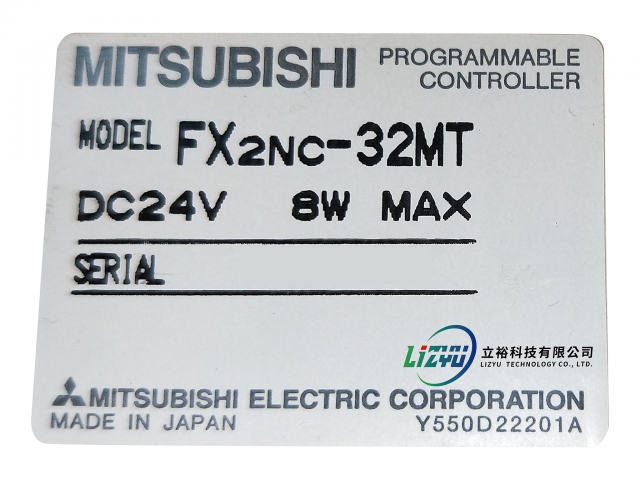 MITSUBISHI
PROGRAMMABLE
CONTROLLER
MODEL FX2NC-32MT
DC24V 8W MAX
SERIAL
LIZYU 立裕科技有限公司
LIZYU TECHNOLOGY CO., LTD.
MITSUBISHI ELECTRIC CORPORATION
MADE IN JAPAN Y550D22201A